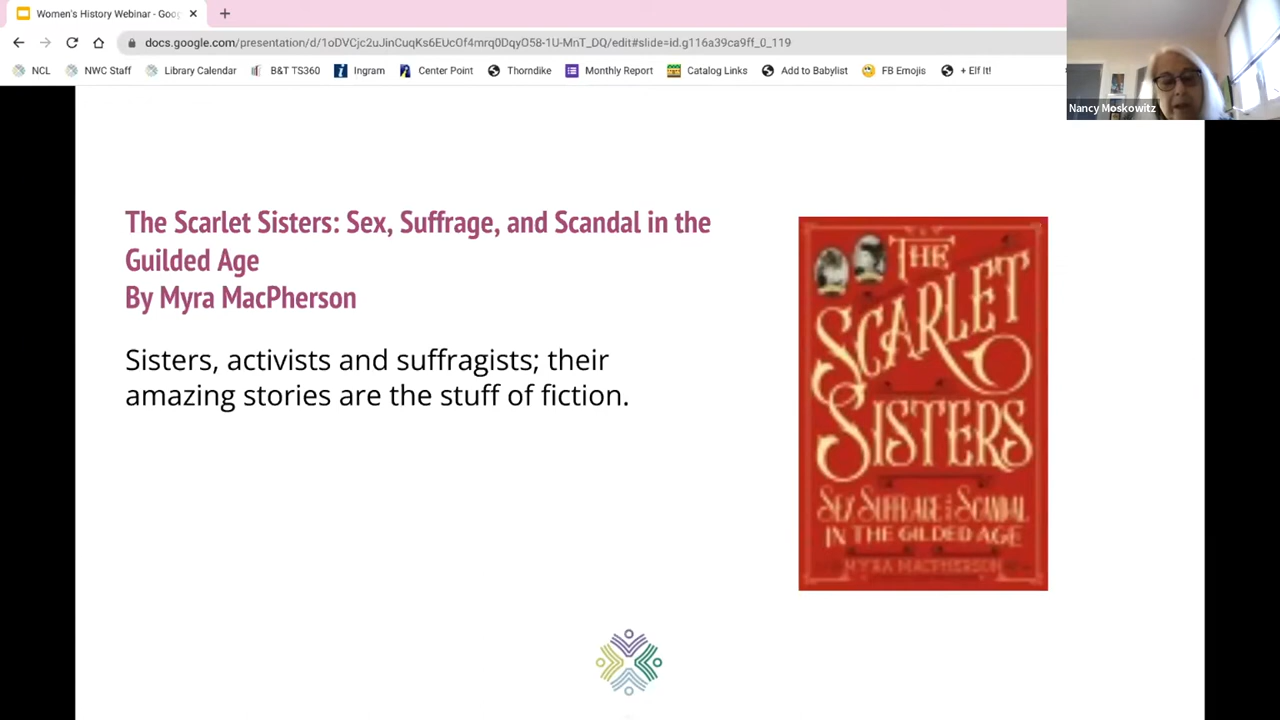 Women's History Webinar - Goo
docs.google.com/presentation/d/1oDVCjc2uJinCuqKs6EUcOf4mrq0DqyO58-1U-MnT_DQ/edit#slide=id.g116a39ca9ff_0_119
NCL NWC Staff Library Calendar B&T TS360 Ingram Center Point Thorndike Monthly Report Catalog Links Add to Babylist FB Emojis + Elf It!
Nancy Moskowitz
The Scarlet Sisters: Sex, Suffrage, and Scandal in the
Guilded Age
By Myra MacPherson
Sisters, activists and suffragists; their
amazing stories are the stuff of fiction.
THE
SCARLET
SISTERS
SEX SUFFRAGE SCANDAL
IN THE GILDED AGE
MYRA MACPHERSON